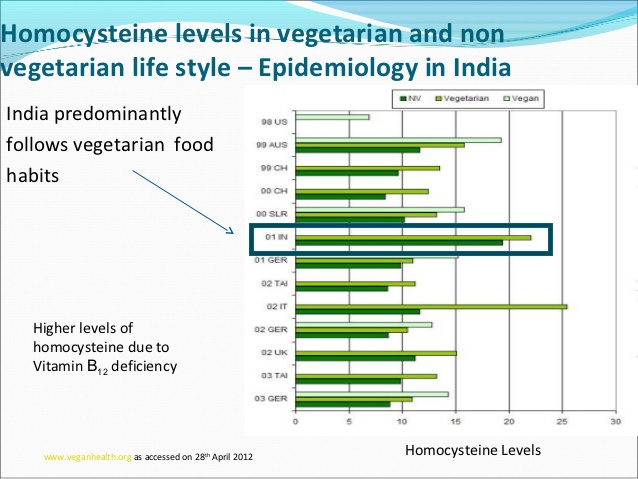 Homocysteine levels in vegetarian and non
vegetarian life style – Epidemiology in India
India predominantly
follows vegetarian food
habits
NV Vegetarian Vegan
98 US
99 AUS
99 CH
00 CH
00 SLR
01 IN
01 GER
02 TAI
02 IT
02 GER
02 UK
03 TAI
03 GER
0 5 10 15 20 25 30
Higher levels of
homocysteine due to
Vitamin B12 deficiency
Homocysteine Levels
www.veganhealth.org as accessed on 28th April 2012